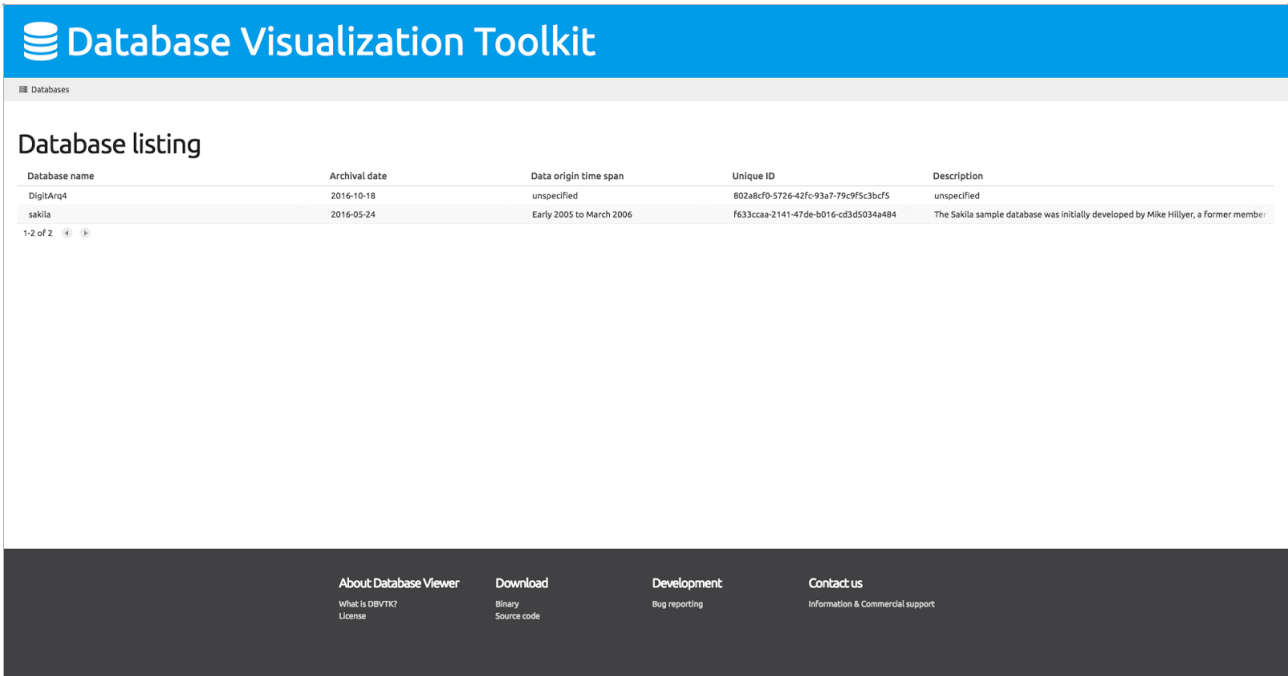 Database Visualization Toolkit
Databases
Database listing
Database name Archival date Data origin time span Unique ID Description
DigitArq4 2016-10-18 unspecified 802a8cf0-5726-42fc-93a7-79c9f5c3bcf5 unspecified
sakila 2016-05-24 Early 2005 to March 2006 f633ccaa-2141-47de-b016-cd3d5034a484 The Sakila sample database was initially developed by Mike Hillyer, a former member
1-2 of 2
About Database Viewer Download Development Contact us
What is DBVTK? Binary Bug reporting Information & Commercial support
License Source code